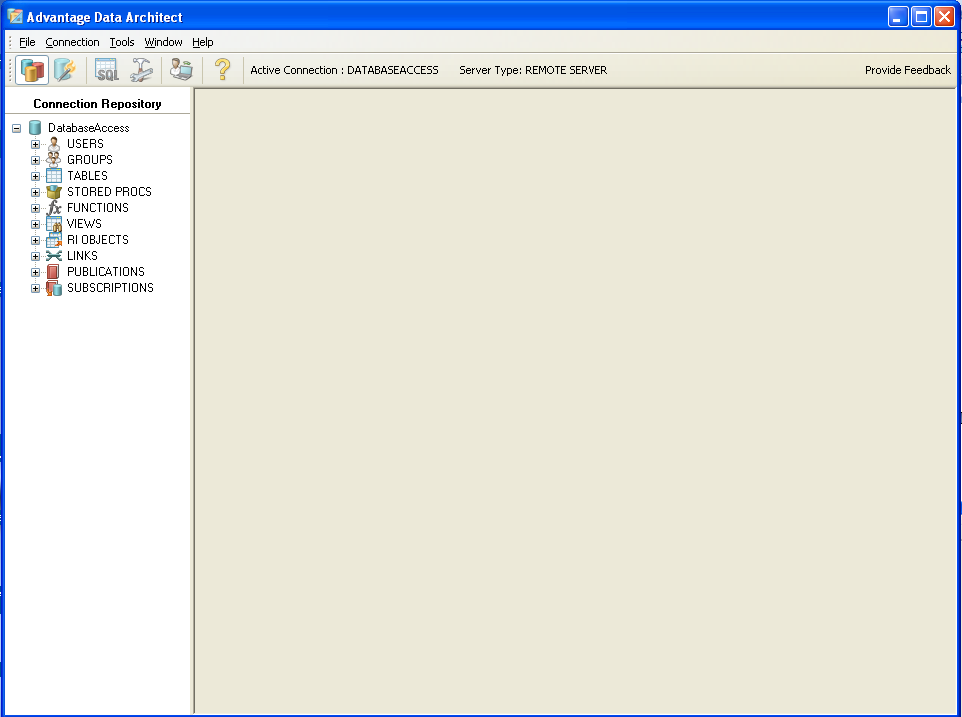 Advantage Data Architect
File Connection Tools Window Help
SQL ? Active Connection : DATABASEACCESS Server Type: REMOTE SERVER Provide Feedback
Connection Repository
DatabaseAccess
USERS
GROUPS
TABLES
STORED PROCS
fx FUNCTIONS
VIEWS
RI OBJECTS
LINKS
PUBLICATIONS
SUBSCRIPTIONS